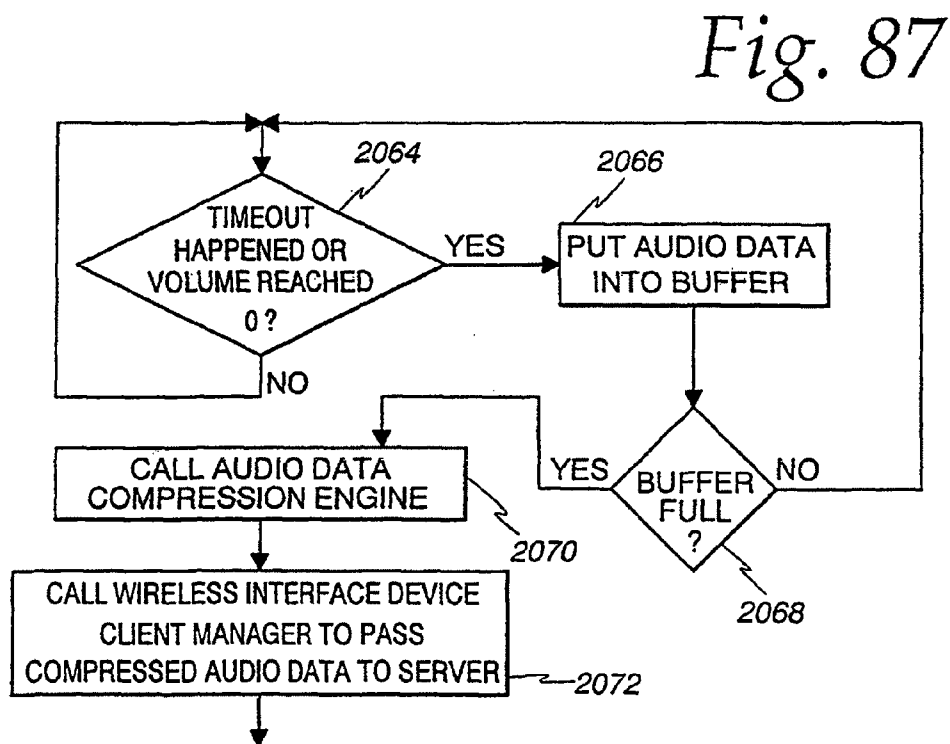 Fig. 87
2064
TIMEOUT
HAPPENED OR
VOLUME REACHED
0 ?
YES
NO
2066
PUT AUDIO DATA
INTO BUFFER
BUFFER
FULL
?
YES
NO
2068
CALL AUDIO DATA
COMPRESSION ENGINE
2070
CALL WIRELESS INTERFACE DEVICE
CLIENT MANAGER TO PASS
COMPRESSED AUDIO DATA TO SERVER
2072